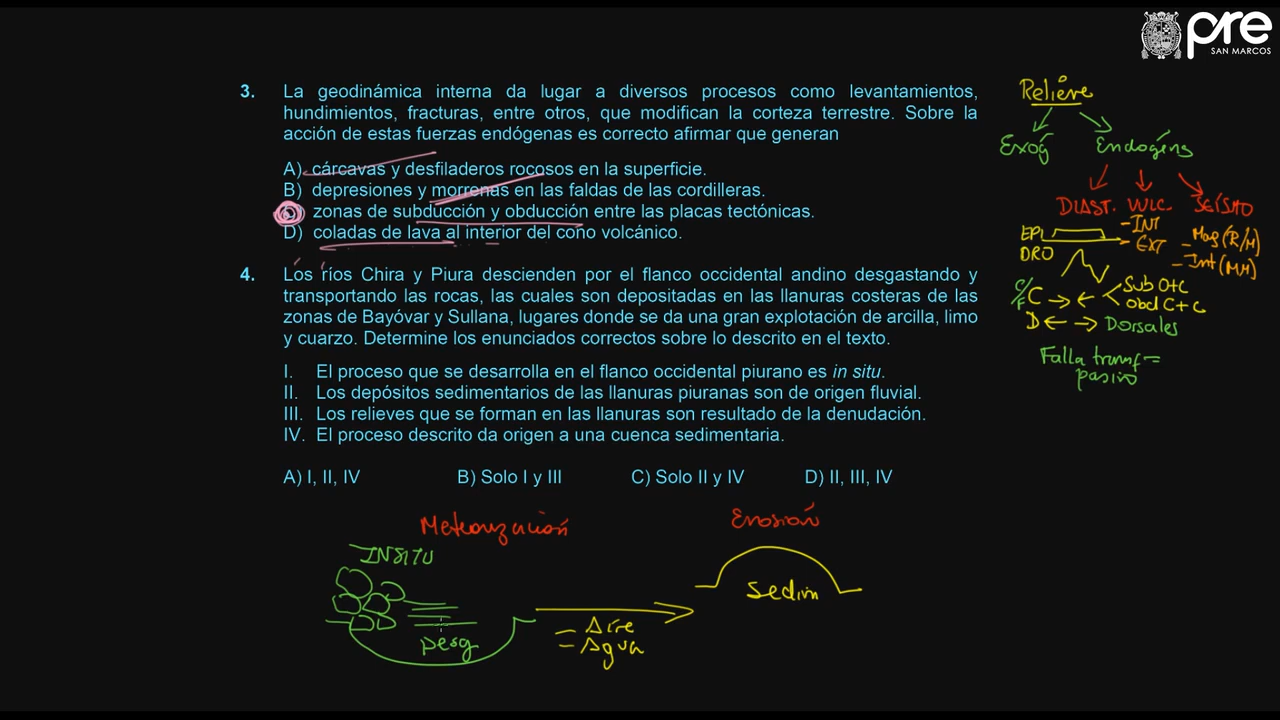 pre
SAN MARCOS
3. La geodinámica interna da lugar a diversos procesos como levantamientos,
hundimientos, fracturas, entre otros, que modifican la corteza terrestre. Sobre la
acción de estas fuerzas endógenas es correcto afirmar que generan
A) cárcavas y desfiladeros rocosos en la superficie.
B) depresiones y morrenas en las faldas de las cordilleras.
zonas de subducción y obducción entre las placas tectónicas.
D) coladas de lava al interior del cono volcánico.
4. Los ríos Chira y Piura descienden por el flanco occidental andino desgastando y
transportando las rocas, las cuales son depositadas en las llanuras costeras de las
zonas de Bayóvar y Sullana, lugares donde se da una gran explotación de arcilla, limo
y cuarzo. Determine los enunciados correctos sobre lo descrito en el texto.
I. El proceso que se desarrolla en el flanco occidental piurano es in situ.
II. Los depósitos sedimentarios de las llanuras piuranas son de origen fluvial.
III. Los relieves que se forman en las llanuras son resultado de la denudación.
IV. El proceso descrito da origen a una cuenca sedimentaria.
A) I, II, IV B) Solo I y III C) Solo II y IV D) II, III, IV
Relieve
Exóg Endógens
DIAST. VULC. SEÍSMO
EPI
DRO
- INT
- EXT
- Mag (R/M)
- Int (MM)
C/F
C → ← Sub O+C
Obd C+C
D ← → Dorsales
Falla transf =
pasivo
Meteorización Erosión
INSITU
Desg
- Aire
- Agua
Sedim